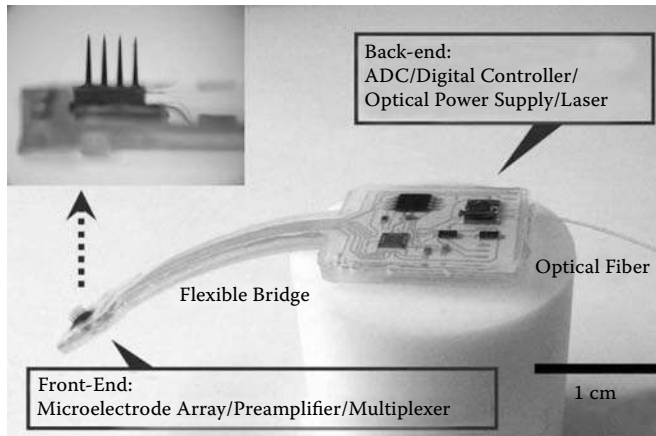 Back-end:
ADC/Digital Controller/
Optical Power Supply/Laser
Optical Fiber
Flexible Bridge
Front-End:
Microelectrode Array/Preamplifier/Multiplexer
1 cm